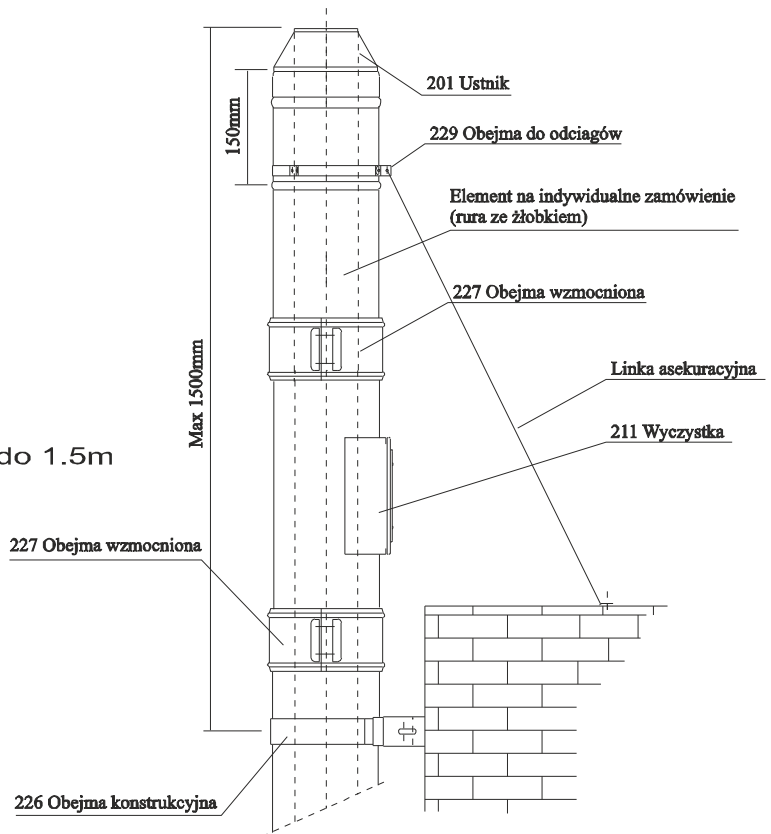 201 Ustnik
150mm
229 Obejma do odciagów
Element na indywidualne zamówienie
(rura ze żłobkiem)
227 Obejma wzmocniona
Max 1500mm
Linka asekuracyjna
211 Wyczystka
do 1.5m
227 Obejma wzmocniona
226 Obejma konstrukcyjna